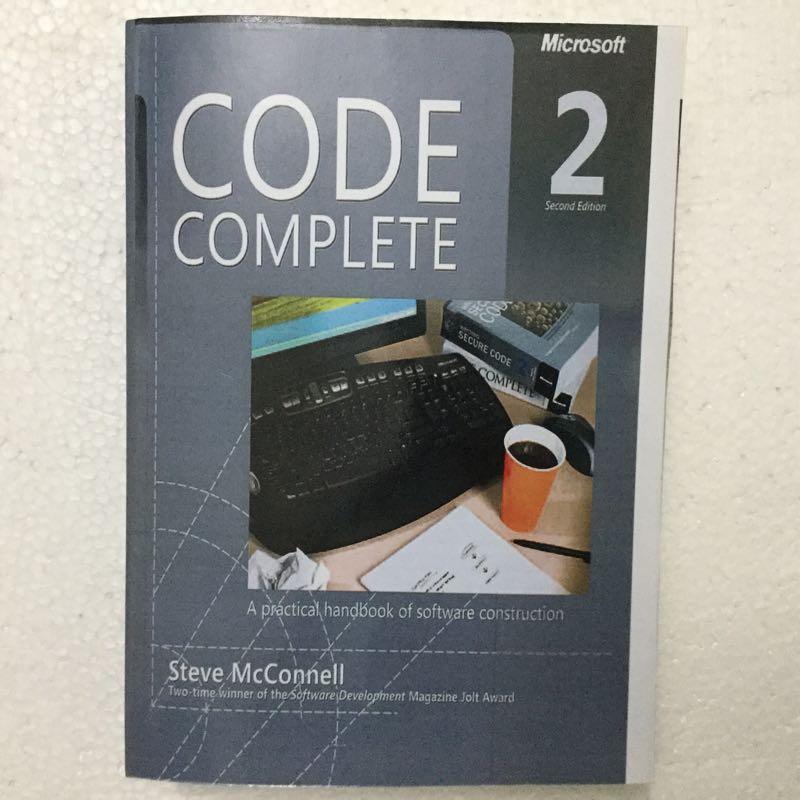 Microsoft
2
Second Edition
CODE
COMPLETE
SECURE CODE 2
COMPLETE
A practical handbook of software construction
Steve McConnell
Two-time winner of the Software Development Magazine Jolt Award